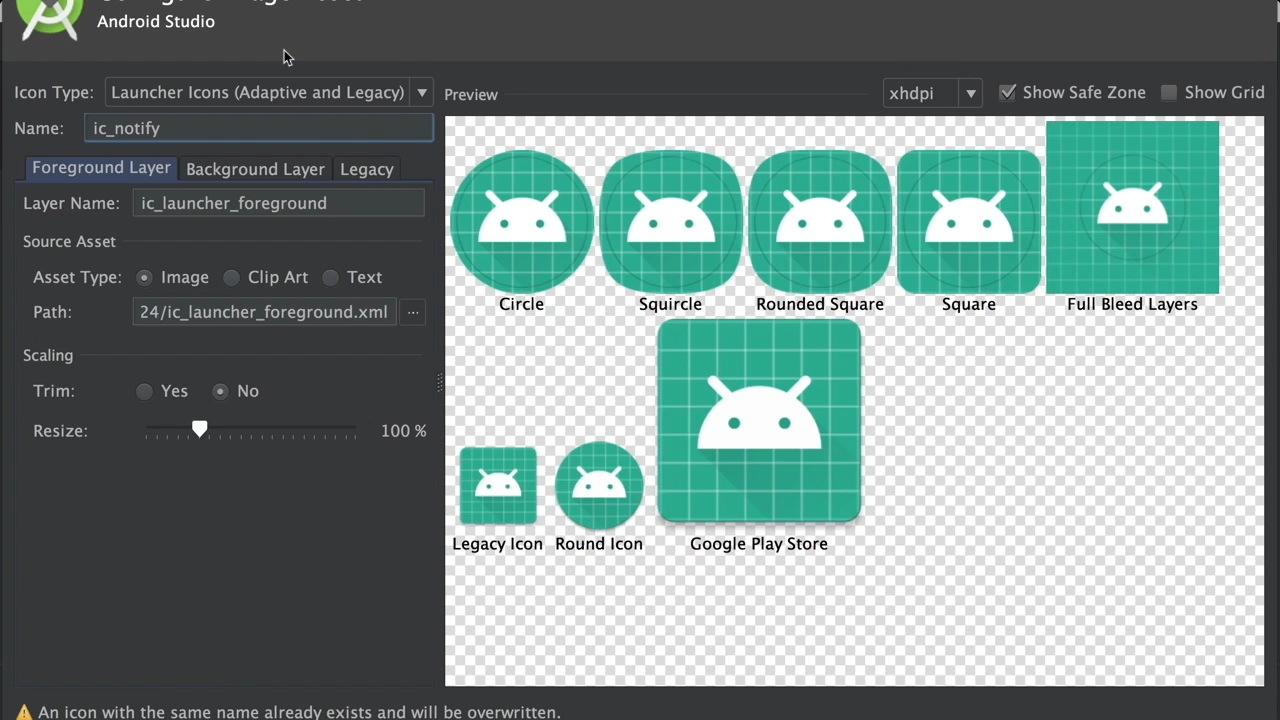 Android Studio
Icon Type: Launcher Icons (Adaptive and Legacy)
Name: ic_notify
Foreground Layer Background Layer Legacy
Layer Name: ic_launcher_foreground
Source Asset
Asset Type: Image Clip Art Text
Path: 24/ic_launcher_foreground.xml ...
Scaling
Trim: Yes No
Resize: 100 %
Preview xhdpi Show Safe Zone Show Grid
Circle Squircle Rounded Square Square Full Bleed Layers
Legacy Icon Round Icon Google Play Store
An icon with the same name already exists and will be overwritten.